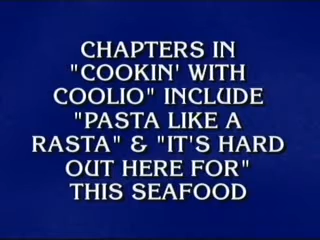 CHAPTERS IN
"COOKIN' WITH
COOLIO" INCLUDE
"PASTA LIKE A
RASTA" & "IT'S HARD
OUT HERE FOR"
THIS SEAFOOD